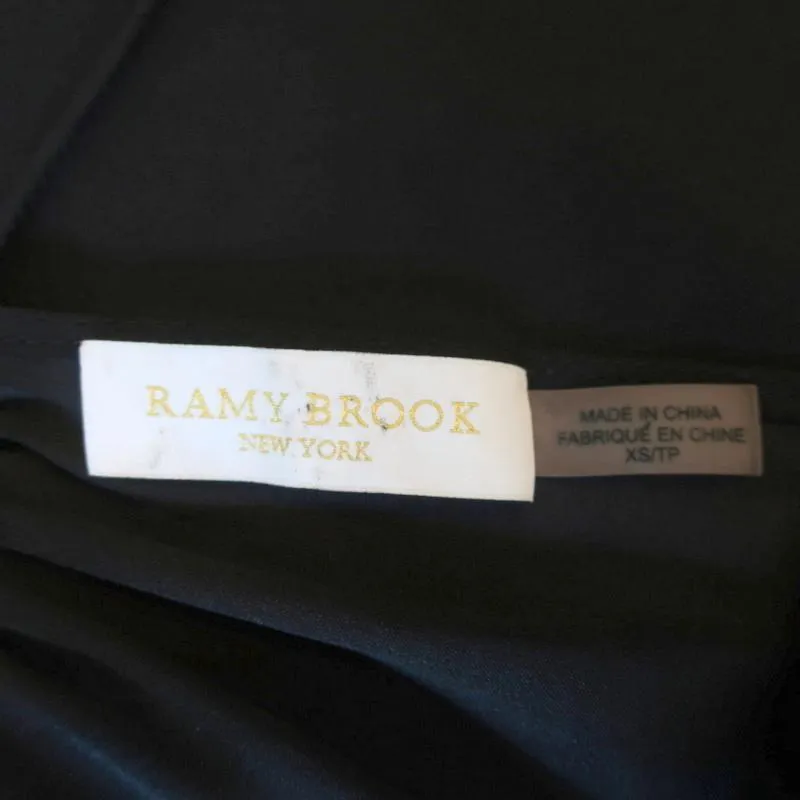 RAMY BROOK
NEW YORK
MADE IN CHINA
FABRIQUÉ EN CHINE
XS/TP